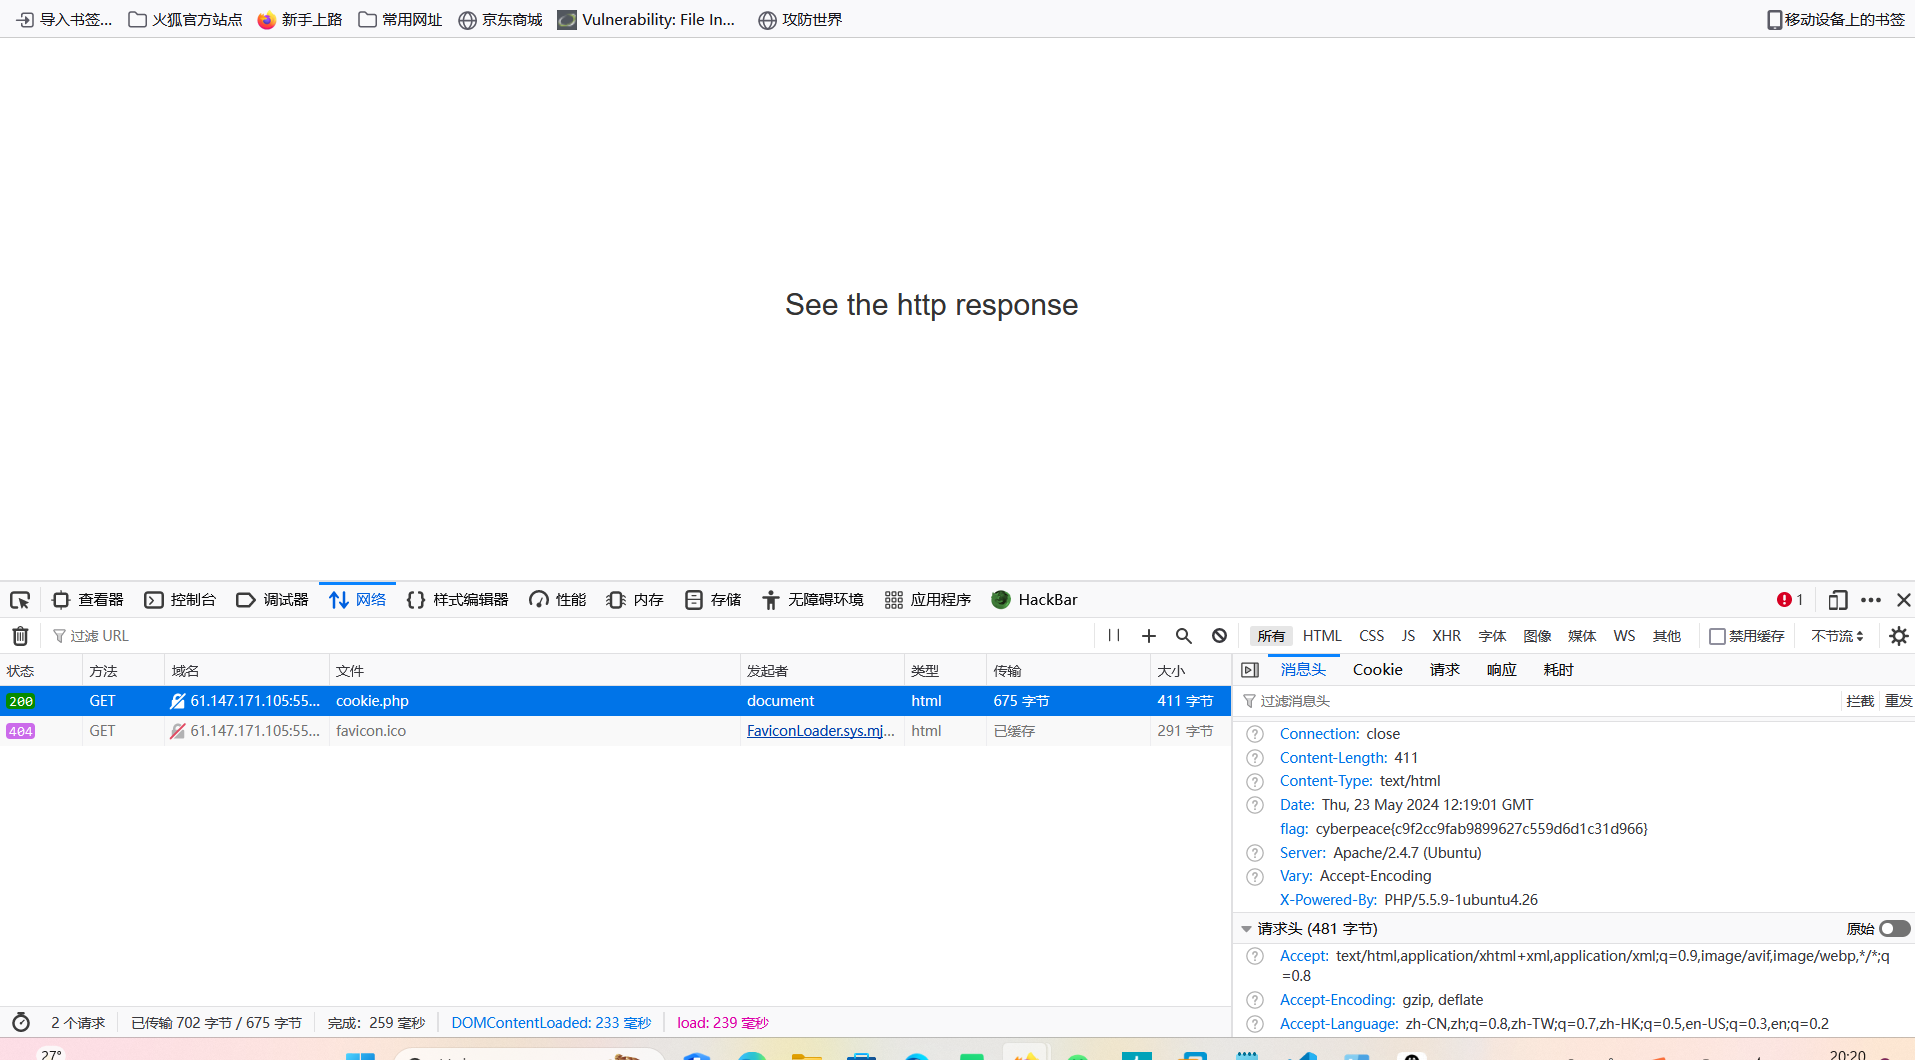 导入书签... 火狐官方站点 新手上路 常用网址 京东商城 Vulnerability: File In... 攻防世界 移动设备上的书签
See the http response
查看器 控制台 调试器 网络 样式编辑器 性能 内存 存储 无障碍环境 应用程序 HackBar 1
过滤 URL 所有 HTML CSS JS XHR 字体 图像 媒体 WS 其他 禁用缓存 不节流
状态 方法 域名 文件 发起者 类型 传输 大小
200 GET 61.147.171.105:55... cookie.php document html 675 字节 411 字节
404 GET 61.147.171.105:55... favicon.ico FaviconLoader.sys.mj... html 已缓存 291 字节
消息头 Cookie 请求 响应 耗时
过滤消息头 拦截 重发
Connection: close
Content-Length: 411
Content-Type: text/html
Date: Thu, 23 May 2024 12:19:01 GMT
flag: cyberpeace{c9f2cc9fab9899627c559d6d1c31d966}
Server: Apache/2.4.7 (Ubuntu)
Vary: Accept-Encoding
X-Powered-By: PHP/5.5.9-1ubuntu4.26
请求头 (481 字节) 原始
Accept: text/html,application/xhtml+xml,application/xml;q=0.9,image/avif,image/webp,*/*;q
=0.8
Accept-Encoding: gzip, deflate
Accept-Language: zh-CN,zh;q=0.8,zh-TW;q=0.7,zh-HK;q=0.5,en-US;q=0.3,en;q=0.2
2 个请求 已传输 702 字节 / 675 字节 完成: 259 毫秒 DOMContentLoaded: 233 毫秒 load: 239 毫秒
27° 20:20